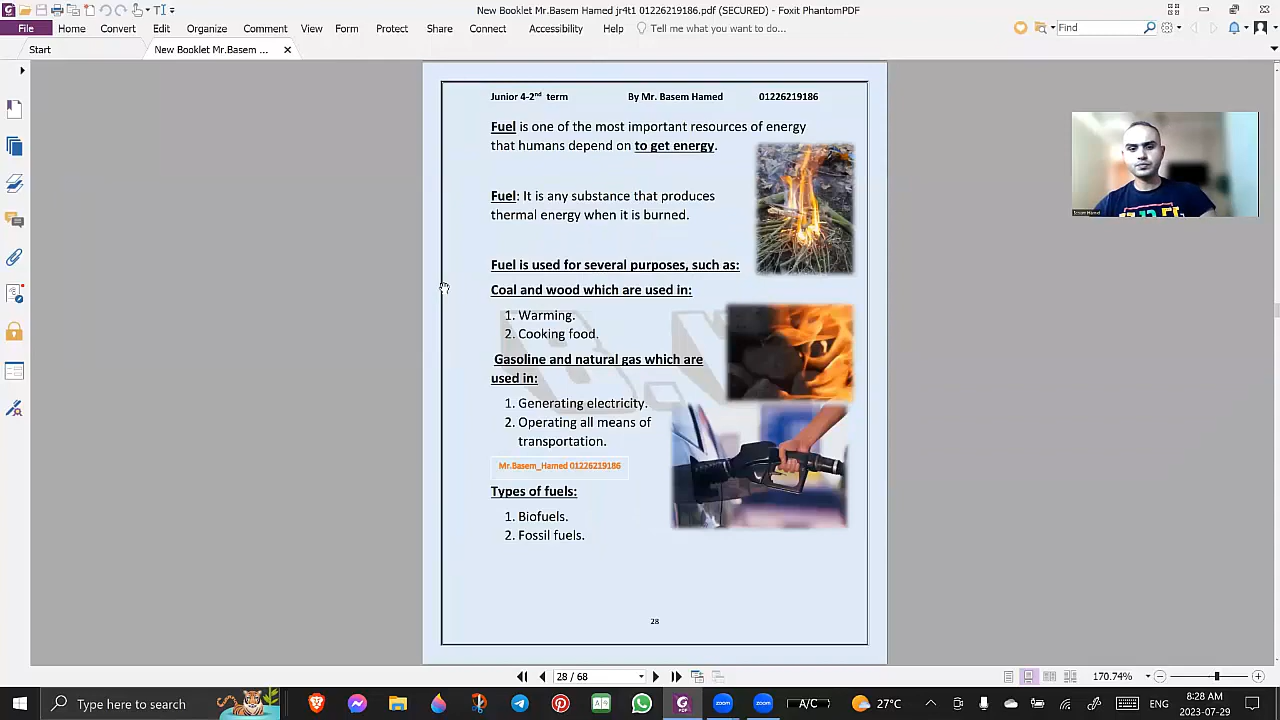 New Booklet Mr.Basem Hamed jr4t1 01226219186.pdf (SECURED) - Foxit PhantomPDF
File Home Convert Edit Organize Comment View Form Protect Share Connect Accessibility Help Tell me what you want to do... Find
Start New Booklet Mr.Basem ...
Junior 4-2nd term By Mr. Basem Hamed 01226219186
Fuel is one of the most important resources of energy
that humans depend on to get energy.
Fuel: It is any substance that produces
thermal energy when it is burned.
Fuel is used for several purposes, such as:
Coal and wood which are used in:
1. Warming.
2. Cooking food.
Gasoline and natural gas which are
used in:
1. Generating electricity.
2. Operating all means of
transportation.
Mr.Basem_Hamed 01226219186
Types of fuels:
1. Biofuels.
2. Fossil fuels.
28
28 / 68
170.74%
Type here to search
A/C
27°C
ENG
8:28 AM
2023-07-29